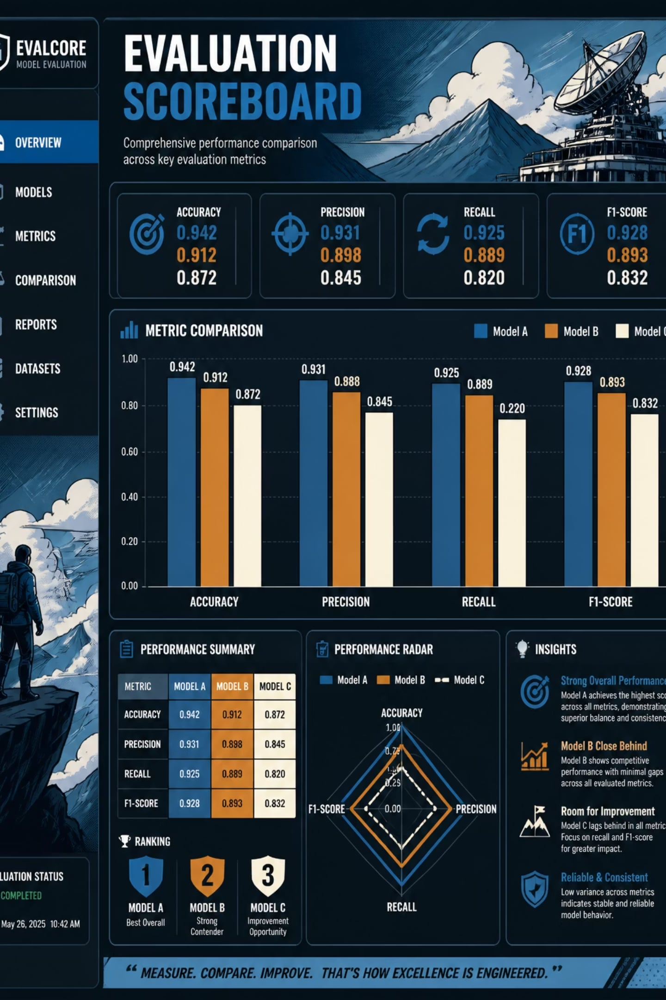 EVALCORE
MODEL EVALUATION
OVERVIEW
MODELS
METRICS
COMPARISON
REPORTS
DATASETS
SETTINGS
LUATION STATUS
COMPLETED
May 26, 2025 10:42 AM
EVALUATION
SCOREBOARD
Comprehensive performance comparison
across key evaluation metrics
ACCURACY
0.942
0.912
0.872
PRECISION
0.931
0.898
0.845
RECALL
0.925
0.889
0.820
F1
F1-SCORE
0.928
0.893
0.832
METRIC COMPARISON
Model A Model B Model
1.00
0.80
0.60
0.40
0.20
0.00
0.942 0.912 0.872
0.931 0.888 0.845
0.925 0.889 0.220
0.928 0.893 0.832
ACCURACY PRECISION RECALL F1-SCORE
PERFORMANCE SUMMARY
METRIC MODEL A MODEL B MODEL C
ACCURACY 0.942 0.912 0.872
PRECISION 0.931 0.898 0.845
RECALL 0.925 0.889 0.820
F1-SCORE 0.928 0.893 0.832
RANKING
1 2 3
MODEL A MODEL B MODEL C
Best Overall
Strong
Contender
Improvement
Opportunity
PERFORMANCE RADAR
Model A Model B Model C
ACCURACY
1.00
0.25
F1-SCORE 0.00 PRECISION
RECALL
INSIGHTS
Strong Overall Performance
Model A achieves the highest sco
across all metrics, demonstrating
superior balance and consistenc
Model B Close Behind
Model B shows competitive
performance with minimal gaps
across all evaluated metrics.
Room for Improvement
Model C lags behind in all metric
Focus on recall and F1-score
for greater impact.
Reliable & Consistent
Low variance across metrics
indicates stable and reliable
model behavior.
“ MEASURE. COMPARE. IMPROVE. THAT'S HOW EXCELLENCE IS ENGINEERED. ”